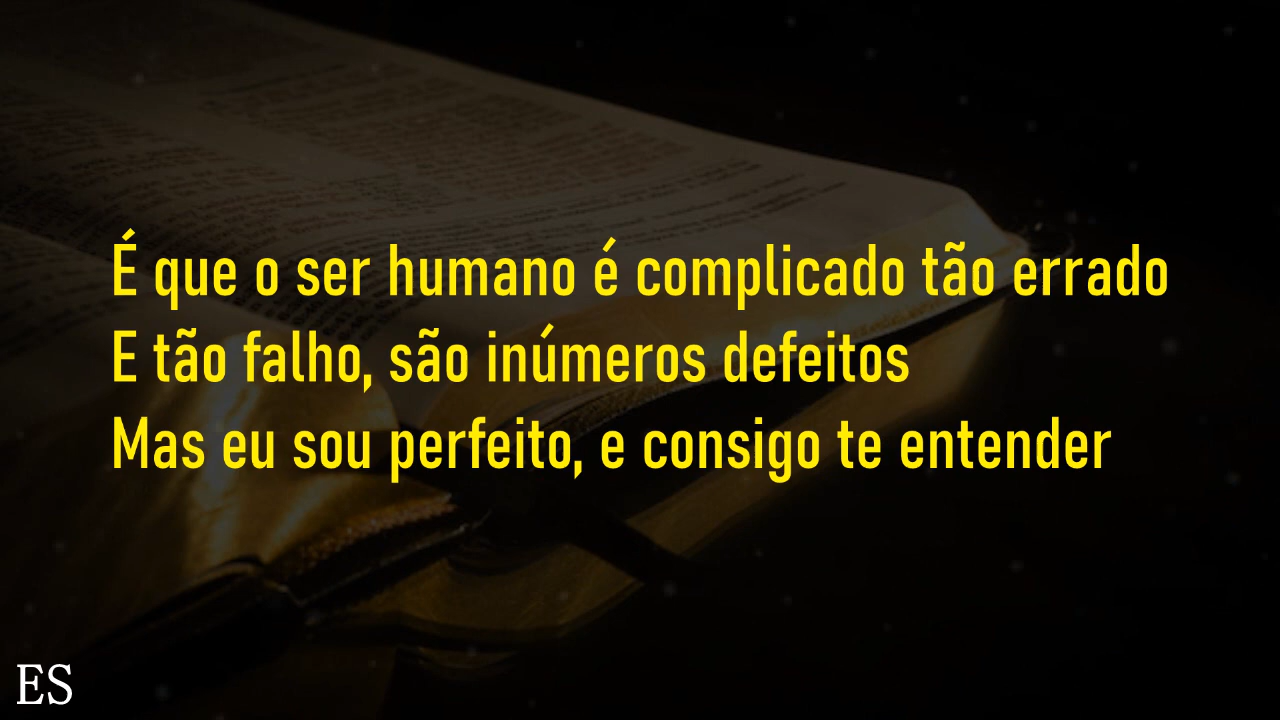 É que o ser humano é complicado tão errado
E tão falho, são inúmeros defeitos
Mas eu sou perfeito, e consigo te entender
ES